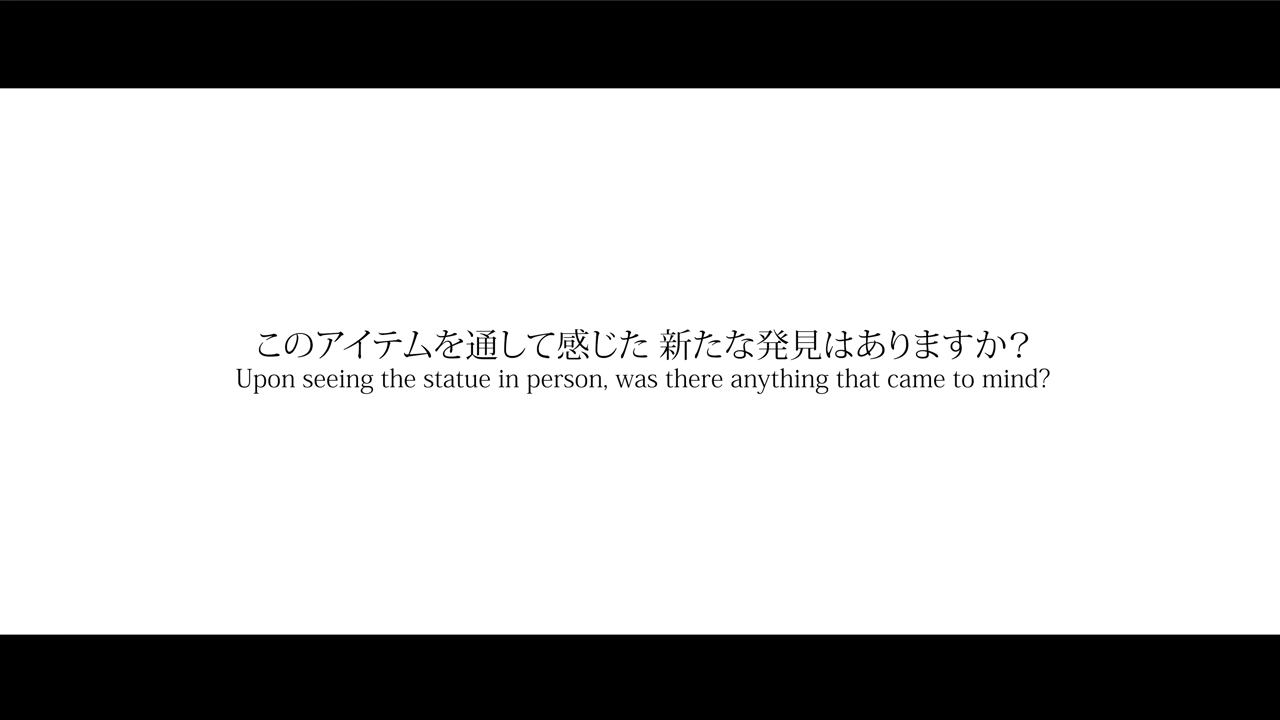 このアイテムを通して感じた 新たな発見はありますか？
Upon seeing the statue in person, was there anything that came to mind?